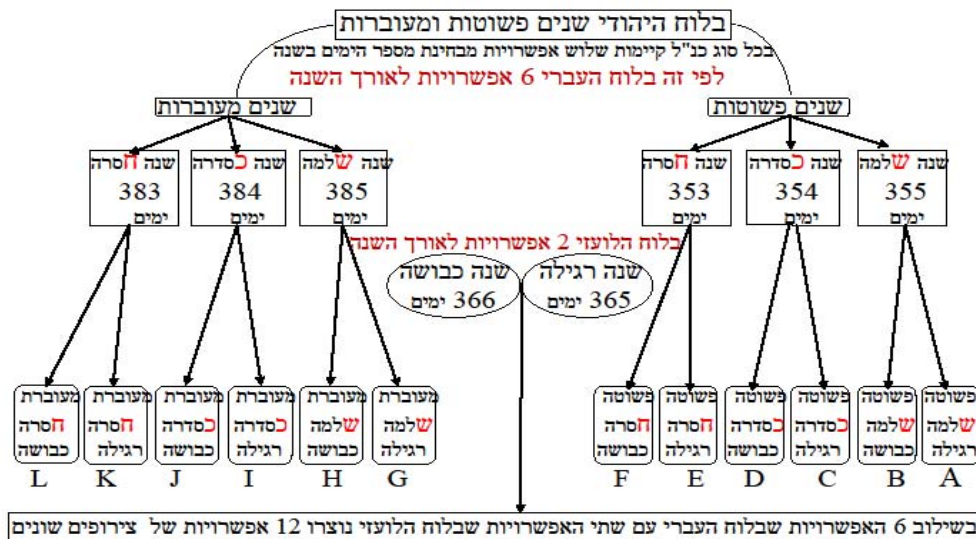 בלוח היהודי שנים פשוטות ומעוברות
בכל סוג כנ"ל קיימות שלוש אפשרויות מבחינת מספר הימים בשנה
לפי זה בלוח העברי 6 אפשרויות לאורך השנה
שנים פשוטות
שנים מעוברות
שנה שלמה
355
ימים
שנה כסדרה
354
ימים
שנה חסרה
353
ימים
שנה שלמה
385
ימים
שנה כסדרה
384
ימים
שנה חסרה
383
ימים
בלוח הלועזי 2 אפשרויות לאורך השנה
שנה רגילה
365 ימים
שנה כבושה
366 ימים
פשוטה
שלמה
רגילה
A
פשוטה
שלמה
כבושה
B
פשוטה
כסדרה
רגילה
C
פשוטה
כסדרה
כבושה
D
פשוטה
חסרה
רגילה
E
פשוטה
חסרה
כבושה
F
מעוברת
שלמה
רגילה
G
מעוברת
שלמה
כבושה
H
מעוברת
כסדרה
רגילה
I
מעוברת
כסדרה
כבושה
J
מעוברת
חסרה
רגילה
K
מעוברת
חסרה
כבושה
L
בשילוב 6 האפשרויות שבלוח העברי עם שתי האפשרויות שבלוח הלועזי נוצרו 12 אפשרויות של צירופים שונים